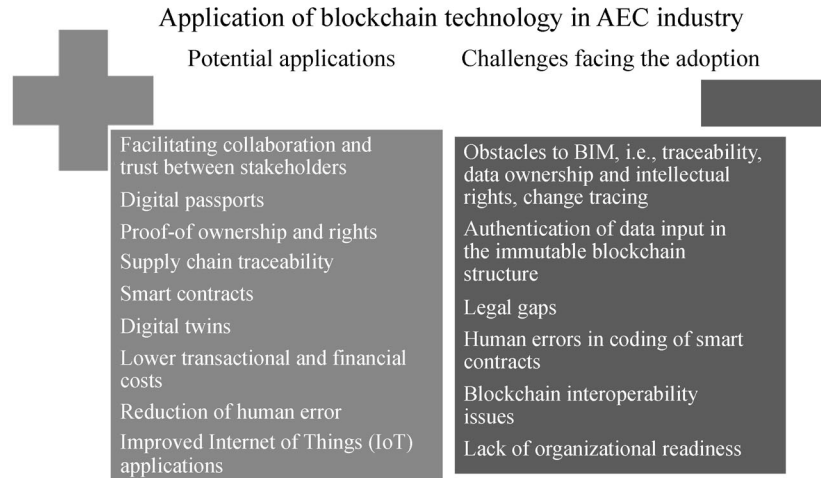 Application of blockchain technology in AEC industry
Potential applications
Challenges facing the adoption
Facilitating collaboration and
trust between stakeholders
Digital passports
Proof-of ownership and rights
Supply chain traceability
Smart contracts
Digital twins
Lower transactional and financial
costs
Reduction of human error
Improved Internet of Things (IoT)
applications
Obstacles to BIM, i.e., traceability,
data ownership and intellectual
rights, change tracing
Authentication of data input in
the immutable blockchain
structure
Legal gaps
Human errors in coding of smart
contracts
Blockchain interoperability
issues
Lack of organizational readiness